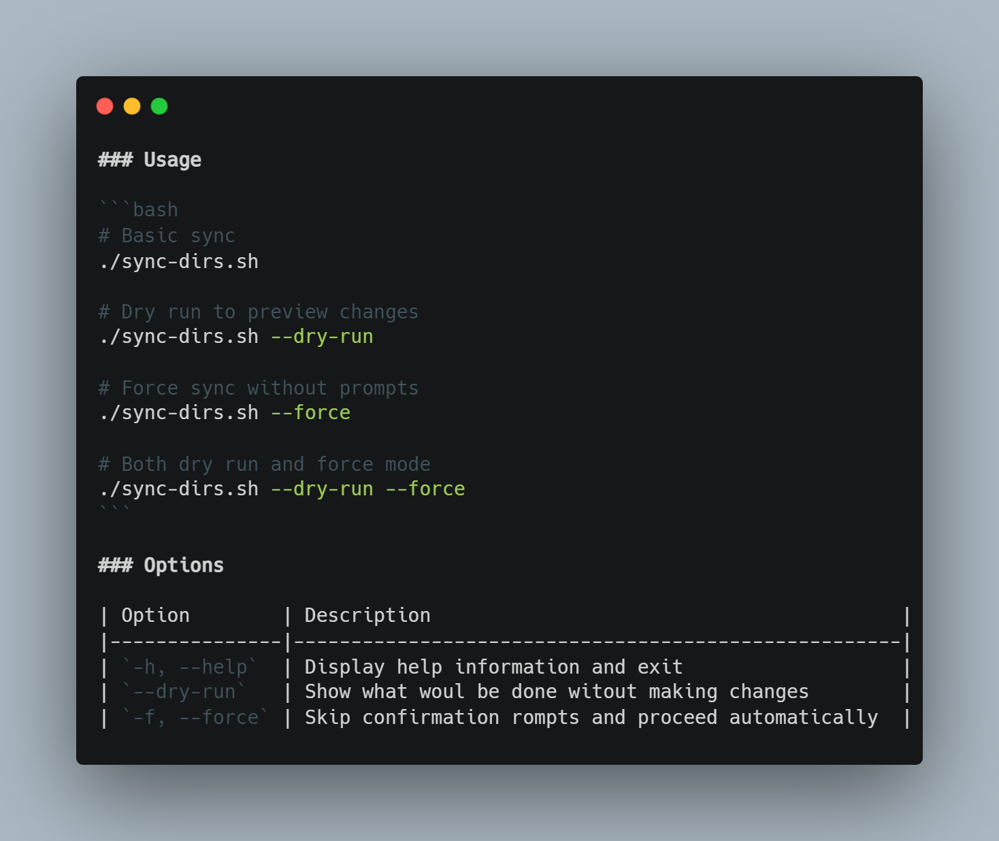 ### Usage

```bash
# Basic sync
./sync-dirs.sh

# Dry run to preview changes
./sync-dirs.sh --dry-run

# Force sync without prompts
./sync-dirs.sh --force

# Both dry run and force mode
./sync-dirs.sh --dry-run --force
```

### Options

| Option        | Description                                         |
|---------------|-----------------------------------------------------|
| `-h, --help`  | Display help information and exit                   |
| `--dry-run`   | Show what woul be done witout making changes        |
| `-f, --force` | Skip confirmation rompts and proceed automatically  |